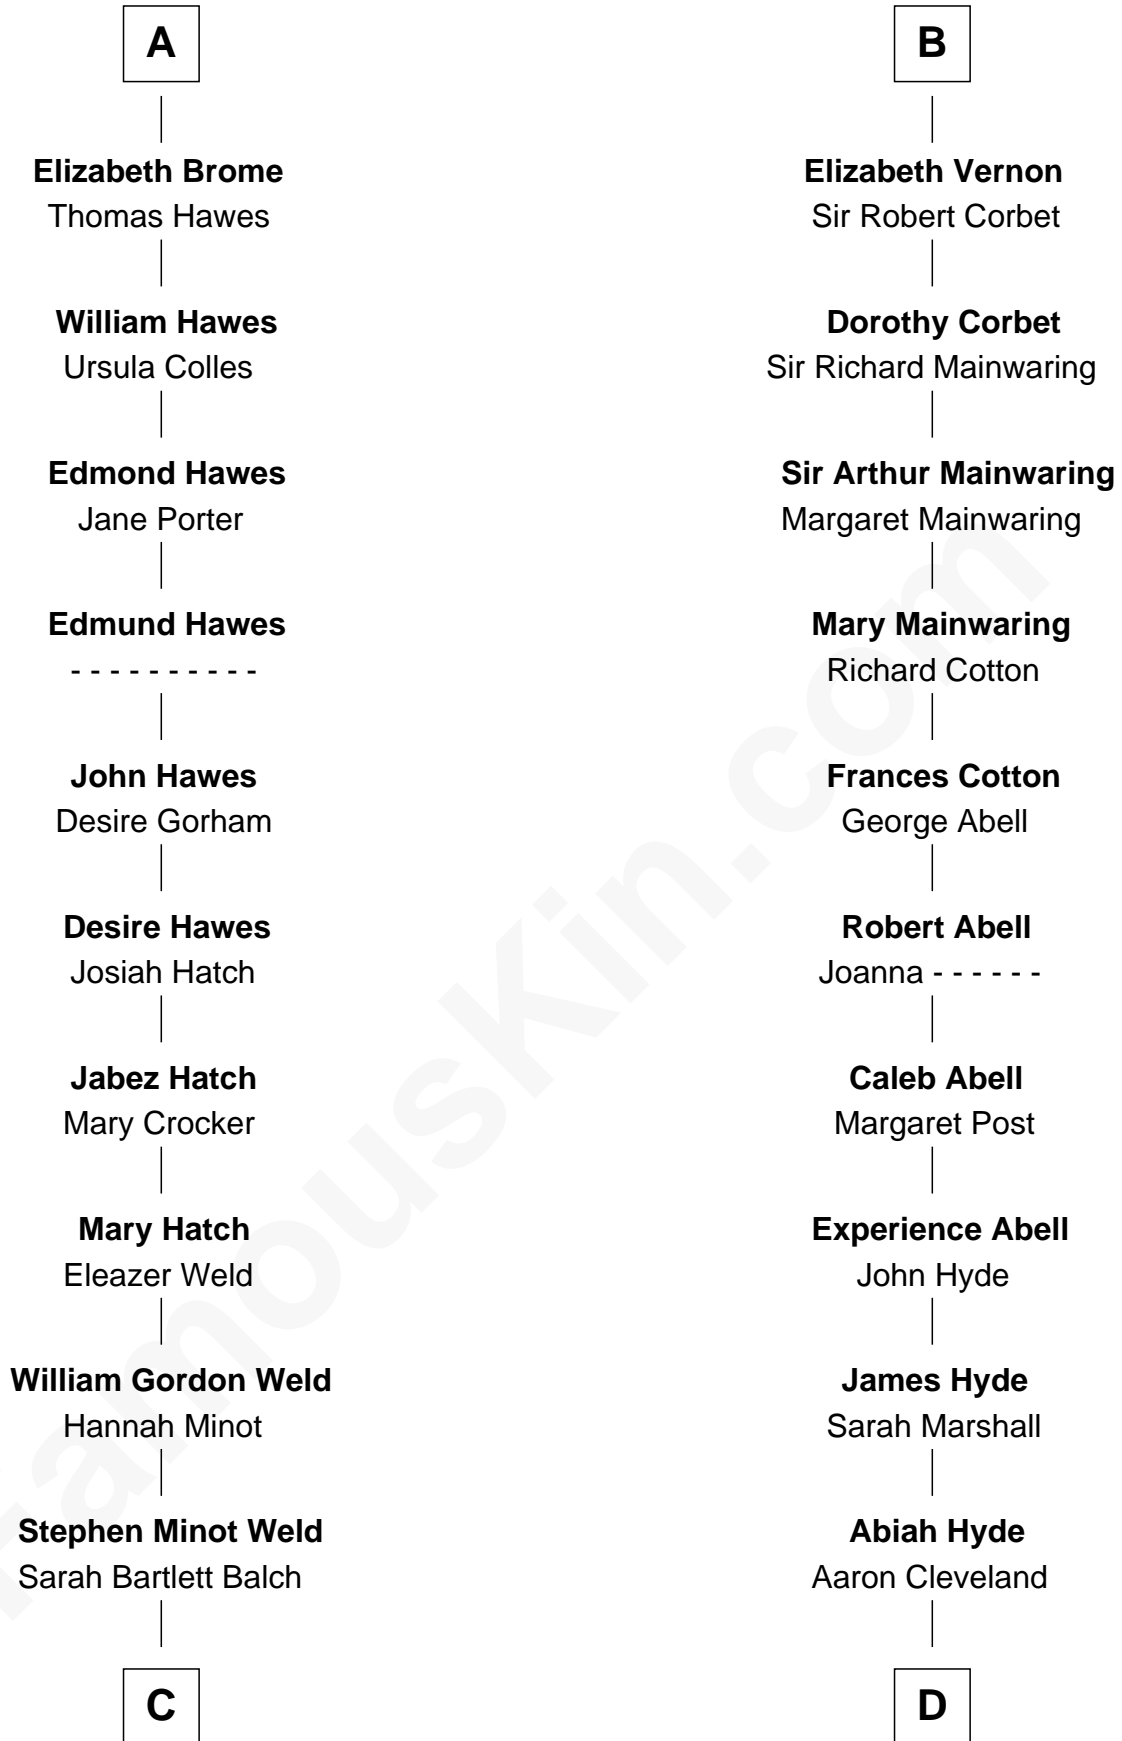 A
Elizabeth Brome
Thomas Hawes
William Hawes
Ursula Colles
Edmond Hawes
Jane Porter
Edmund Hawes
- - - - - - - - - -
John Hawes
Desire Gorham
Desire Hawes
Josiah Hatch
Jabez Hatch
Mary Crocker
Mary Hatch
Eleazer Weld
William Gordon Weld
Hannah Minot
Stephen Minot Weld
Sarah Bartlett Balch
C
B
Elizabeth Vernon
Sir Robert Corbet
Dorothy Corbet
Sir Richard Mainwaring
Sir Arthur Mainwaring
Margaret Mainwaring
Mary Mainwaring
Richard Cotton
Frances Cotton
George Abell
Robert Abell
Joanna - - - - - -
Caleb Abell
Margaret Post
Experience Abell
John Hyde
James Hyde
Sarah Marshall
Abiah Hyde
Aaron Cleveland
D
FamousKin.com